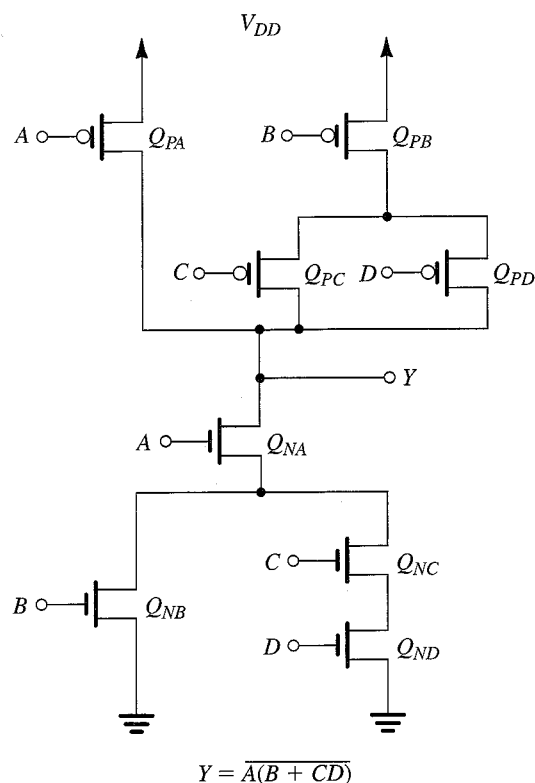 V_DD
A Q_PA B Q_PB
C Q_PC D Q_PD
Y
A Q_NA
C Q_NC
B Q_NB
D Q_ND
Y = \overline{A(B + CD)}